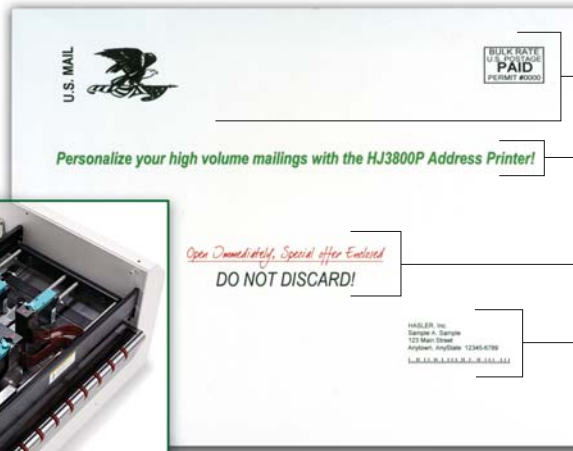 U.S. MAIL
BULK RATE
U.S. POSTAGE
PAID
PERMIT #0000
Personalize your high volume mailings with the HJ3800P Address Printer!
Open Immediately, Special offer Enclosed
DO NOT DISCARD!
HASLER, Inc.
Sample A. Sample
123 Main Street
Anytown, AnyState 12345-6789